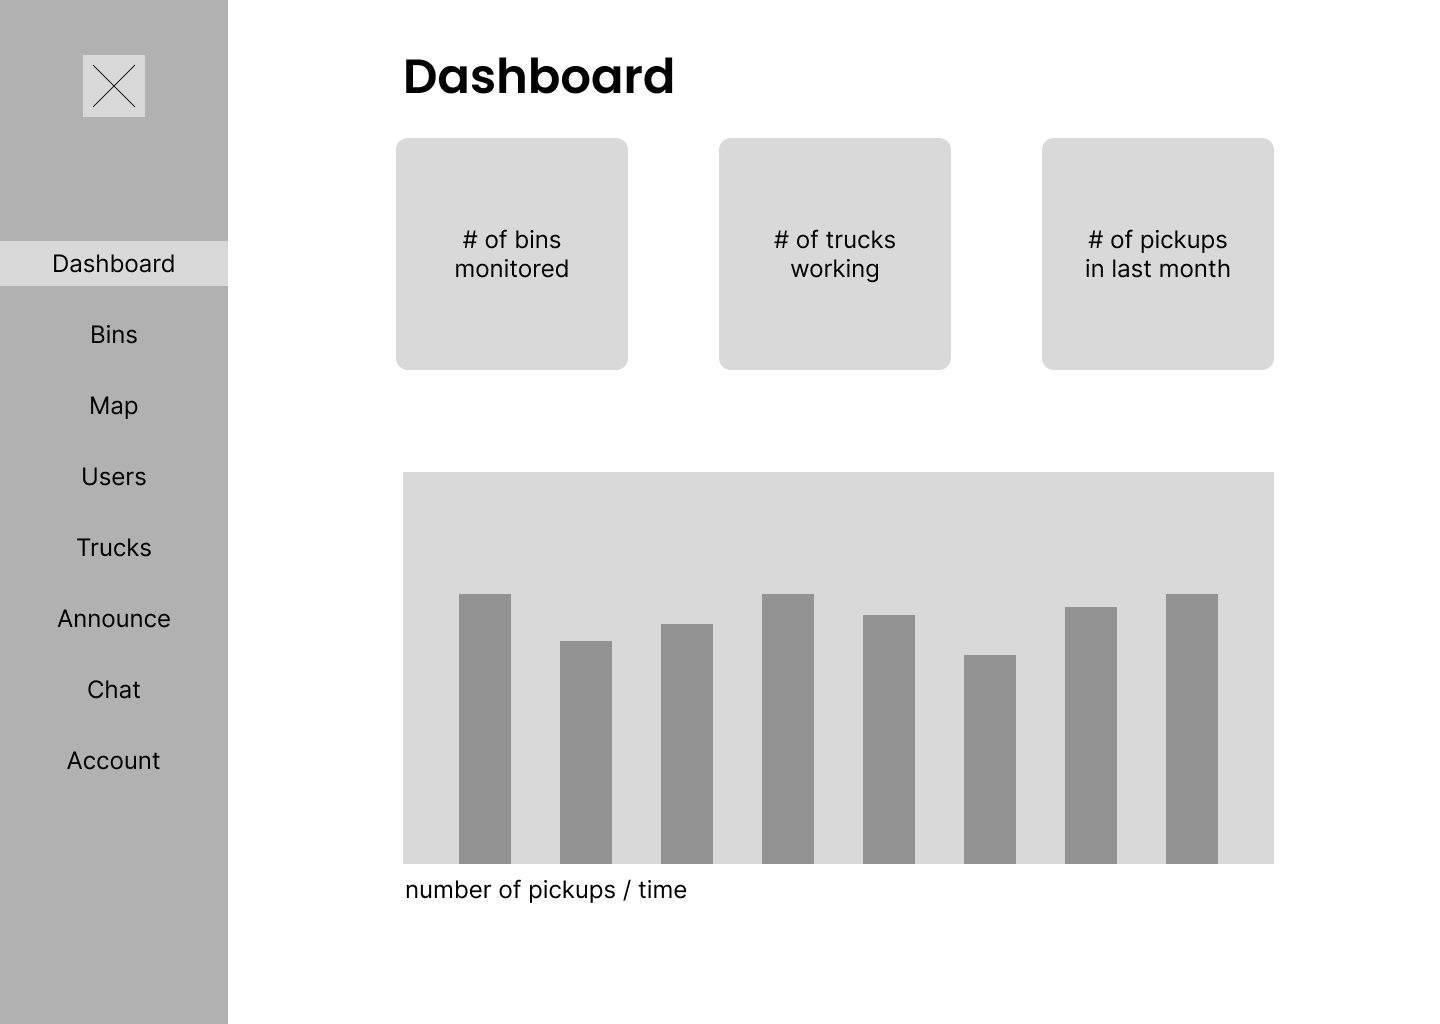 Dashboard
Bins
Map
Users
Trucks
Announce
Chat
Account
Dashboard
# of bins
monitored
# of trucks
working
# of pickups
in last month
number of pickups / time